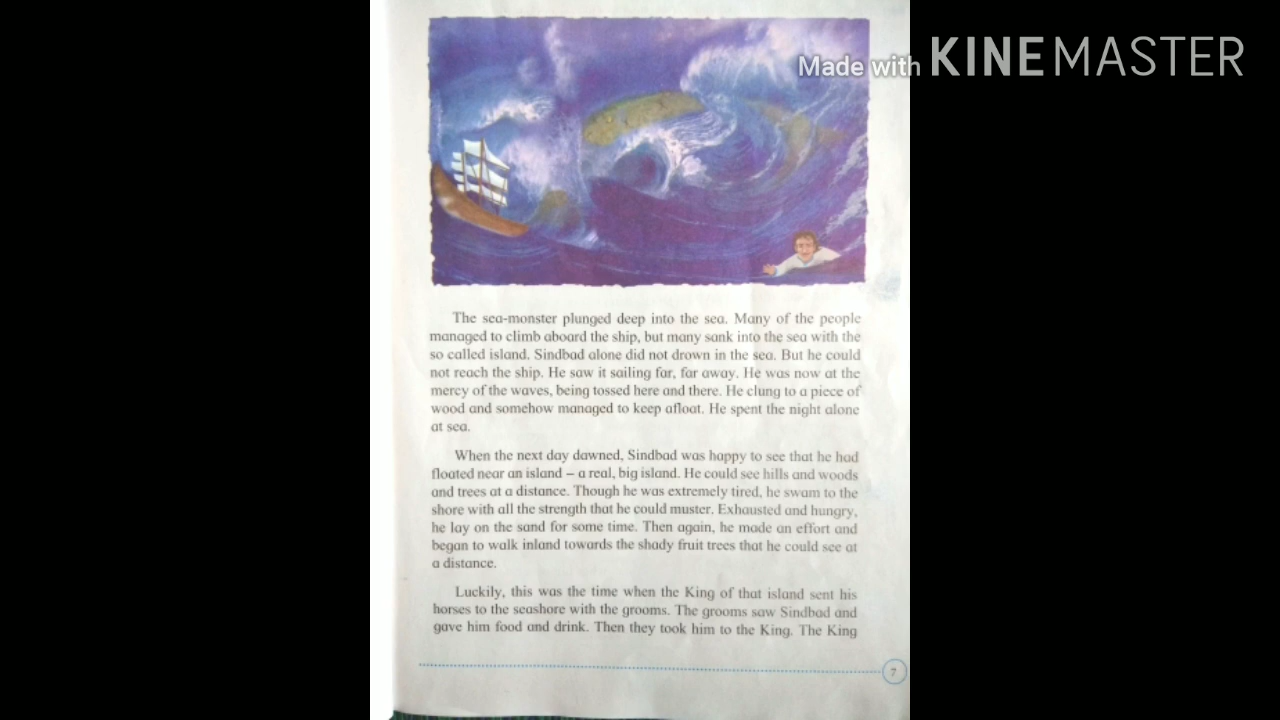 Made with KINEMASTER
The sea-monster plunged deep into the sea. Many of the people
managed to climb aboard the ship, but many sank into the sea with the
so called island. Sindbad alone did not drown in the sea. But he could
not reach the ship. He saw it sailing far, far away. He was now at the
mercy of the waves, being tossed here and there. He clung to a piece of
wood and somehow managed to keep afloat. He spent the night alone
at sea.
When the next day dawned, Sindbad was happy to see that he had
floated near an island – a real, big island. He could see hills and woods
and trees at a distance. Though he was extremely tired, he swam to the
shore with all the strength that he could muster. Exhausted and hungry,
he lay on the sand for some time. Then again, he made an effort and
began to walk inland towards the shady fruit trees that he could see at
a distance.
Luckily, this was the time when the King of that island sent his
horses to the seashore with the grooms. The grooms saw Sindbad and
gave him food and drink. Then they took him to the King. The King
7